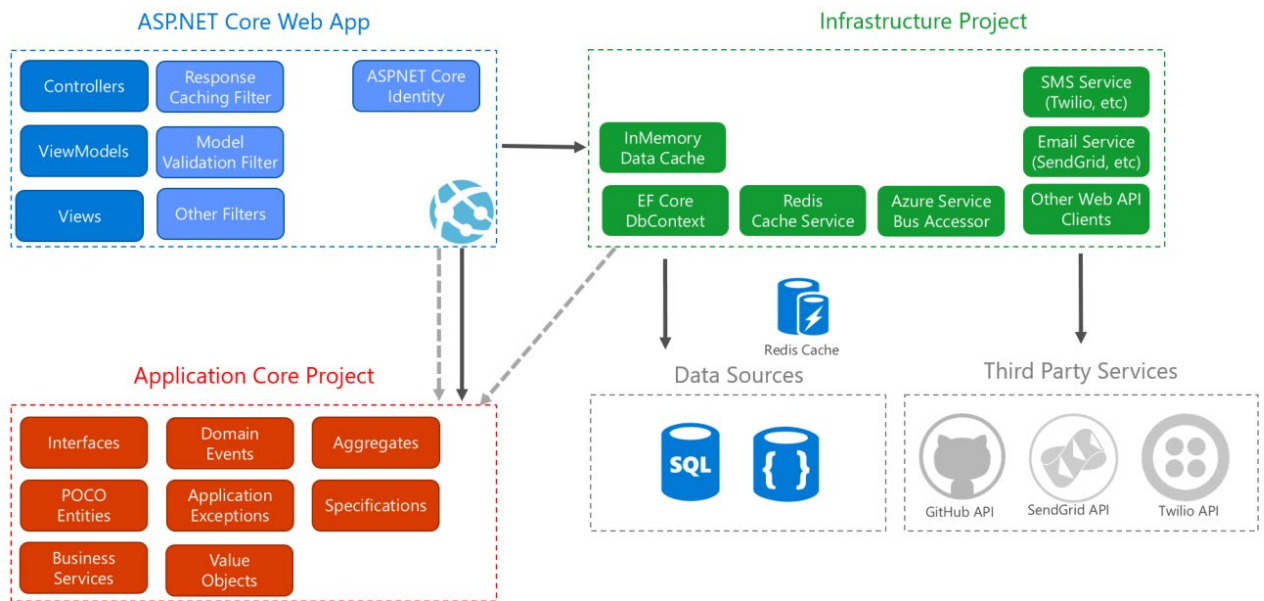 ASP.NET Core Web App
Controllers
Response
Caching Filter
ASPNET Core
Identity
ViewModels
Model
Validation Filter
Views
Other Filters
Infrastructure Project
SMS Service
(Twilio, etc)
InMemory
Data Cache
Email Service
(SendGrid, etc)
EF Core
DbContext
Redis
Cache Service
Azure Service
Bus Accessor
Other Web API
Clients
Redis Cache
Application Core Project
Interfaces
Domain
Events
Aggregates
POCO
Entities
Application
Exceptions
Specifications
Business
Services
Value
Objects
Data Sources
SQL
{ }
Third Party Services
GitHub API
SendGrid API
Twilio API